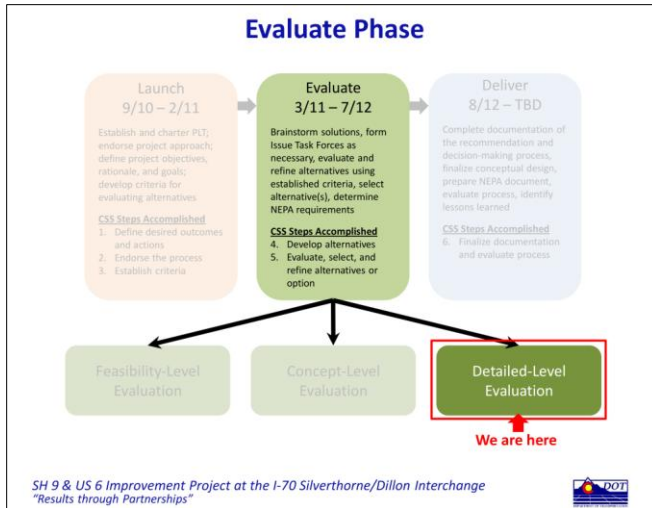 Evaluate Phase
Launch
9/10 – 2/11
Establish and charter PLT;
endorse project approach;
define project objectives,
rationale, and goals;
develop criteria for
evaluating alternatives
CSS Steps Accomplished
1. Define desired outcomes
and actions
2. Endorse the process
3. Establish criteria
Evaluate
3/11 – 7/12
Brainstorm solutions, form
Issue Task Forces as
necessary, evaluate and
refine alternatives using
established criteria, select
alternative(s), determine
NEPA requirements
CSS Steps Accomplished
4. Develop alternatives
5. Evaluate, select, and
refine alternatives or
option
Deliver
8/12 – TBD
Complete documentation of
the recommendation and
decision-making process,
finalize conceptual design,
prepare NEPA document,
evaluate process, identify
lessons learned
CSS Steps Accomplished
6. Finalize documentation
and evaluate process
Feasibility-Level
Evaluation
Concept-Level
Evaluation
Detailed-Level
Evaluation
We are here
SH 9 & US 6 Improvement Project at the I-70 Silverthorne/Dillon Interchange
"Results through Partnerships"
DOT
DEPARTMENT OF TRANSPORTATION